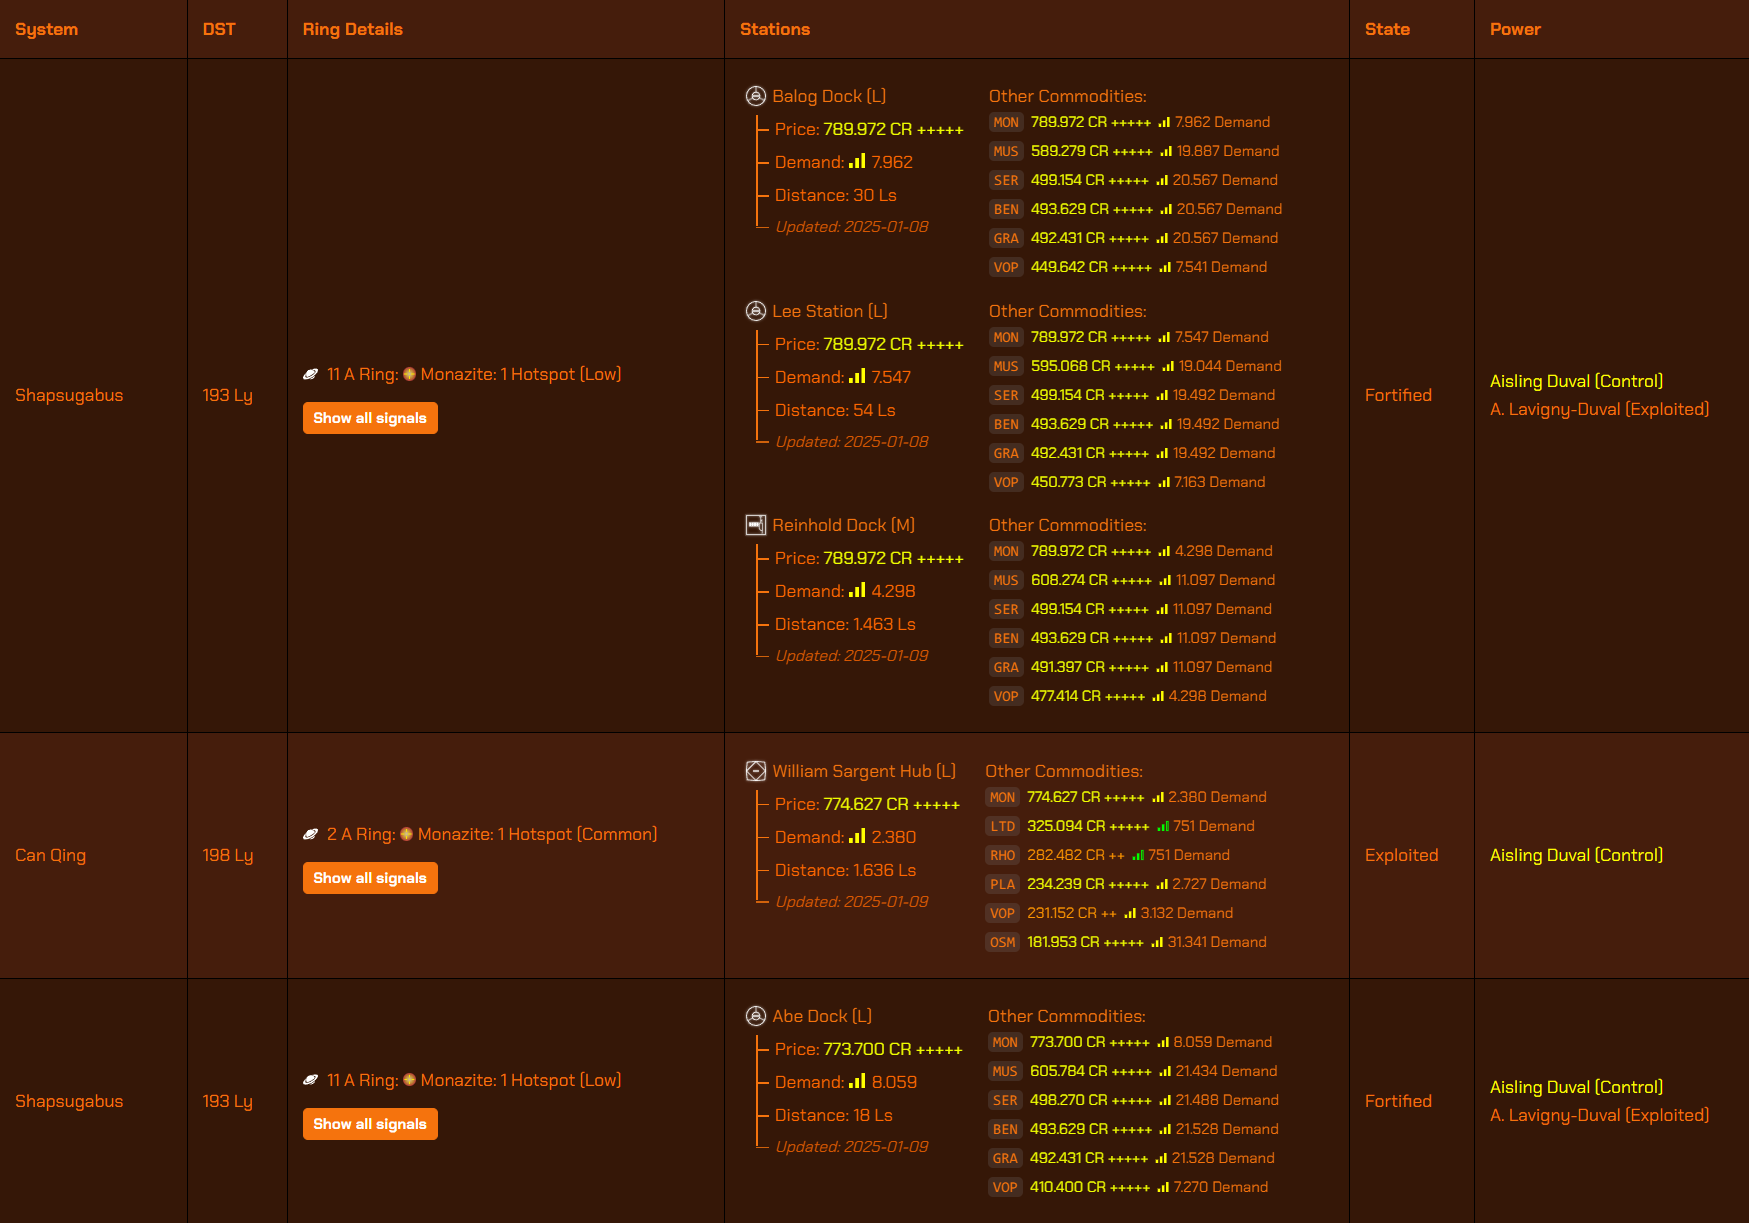 System DST Ring Details Stations State Power
Shapsugabus
193 Ly
11 A Ring: Monazite: 1 Hotspot (Low)
Show all signals
Balog Dock (L)
Price: 789.972 CR +++++
Demand: 7.962
Distance: 30 Ls
Updated: 2025-01-08
Other Commodities:
MON 789.972 CR +++++ 7.962 Demand
MUS 589.279 CR +++++ 19.887 Demand
SER 499.154 CR +++++ 20.567 Demand
BEN 493.629 CR +++++ 20.567 Demand
GRA 492.431 CR +++++ 20.567 Demand
VOP 449.642 CR +++++ 7.541 Demand
Lee Station (L)
Price: 789.972 CR +++++
Demand: 7.547
Distance: 54 Ls
Updated: 2025-01-08
Other Commodities:
MON 789.972 CR +++++ 7.547 Demand
MUS 595.068 CR +++++ 19.044 Demand
SER 499.154 CR +++++ 19.492 Demand
BEN 493.629 CR +++++ 19.492 Demand
GRA 492.431 CR +++++ 19.492 Demand
VOP 450.773 CR +++++ 7.163 Demand
Reinhold Dock (M)
Price: 789.972 CR +++++
Demand: 4.298
Distance: 1.463 Ls
Updated: 2025-01-09
Other Commodities:
MON 789.972 CR +++++ 4.298 Demand
MUS 608.274 CR +++++ 11.097 Demand
SER 499.154 CR +++++ 11.097 Demand
BEN 493.629 CR +++++ 11.097 Demand
GRA 491.397 CR +++++ 11.097 Demand
VOP 477.414 CR +++++ 4.298 Demand
Fortified
Aisling Duval (Control)
A. Lavigny-Duval (Exploited)
Can Qing
198 Ly
2 A Ring: Monazite: 1 Hotspot (Common)
Show all signals
William Sargent Hub (L)
Price: 774.627 CR +++++
Demand: 2.380
Distance: 1.636 Ls
Updated: 2025-01-09
Other Commodities:
MON 774.627 CR +++++ 2.380 Demand
LTD 325.094 CR +++++ 751 Demand
RHO 282.482 CR ++ 751 Demand
PLA 234.239 CR +++++ 2.727 Demand
VOP 231.152 CR ++ 3.132 Demand
OSM 181.953 CR +++++ 31.341 Demand
Exploited
Aisling Duval (Control)
Shapsugabus
193 Ly
11 A Ring: Monazite: 1 Hotspot (Low)
Show all signals
Abe Dock (L)
Price: 773.700 CR +++++
Demand: 8.059
Distance: 18 Ls
Updated: 2025-01-09
Other Commodities:
MON 773.700 CR +++++ 8.059 Demand
MUS 605.784 CR +++++ 21.434 Demand
SER 498.270 CR +++++ 21.488 Demand
BEN 493.629 CR +++++ 21.528 Demand
GRA 492.431 CR +++++ 21.528 Demand
VOP 410.400 CR +++++ 7.270 Demand
Fortified
Aisling Duval (Control)
A. Lavigny-Duval (Exploited)